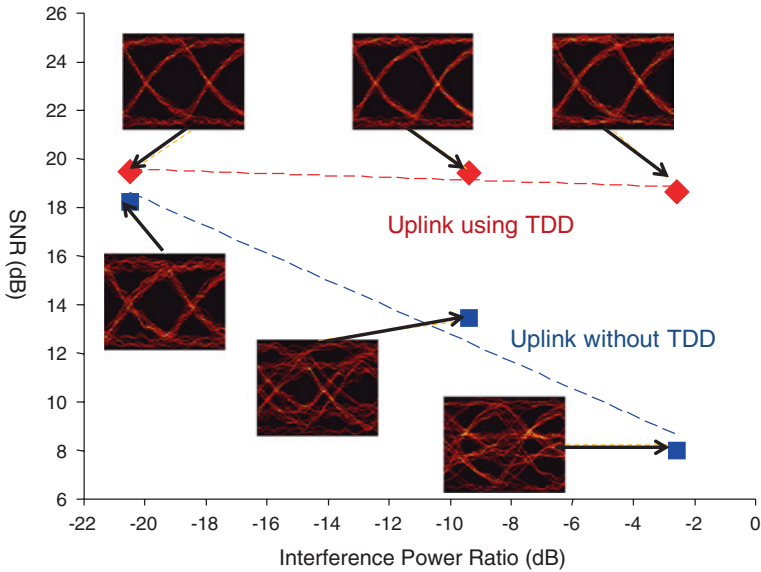 26
24
22
20
18
16
14
12
10
8
6
SNR (dB)
Uplink using TDD
Uplink without TDD
-22 -20 -18 -16 -14 -12 -10 -8 -6 -4 -2 0
Interference Power Ratio (dB)